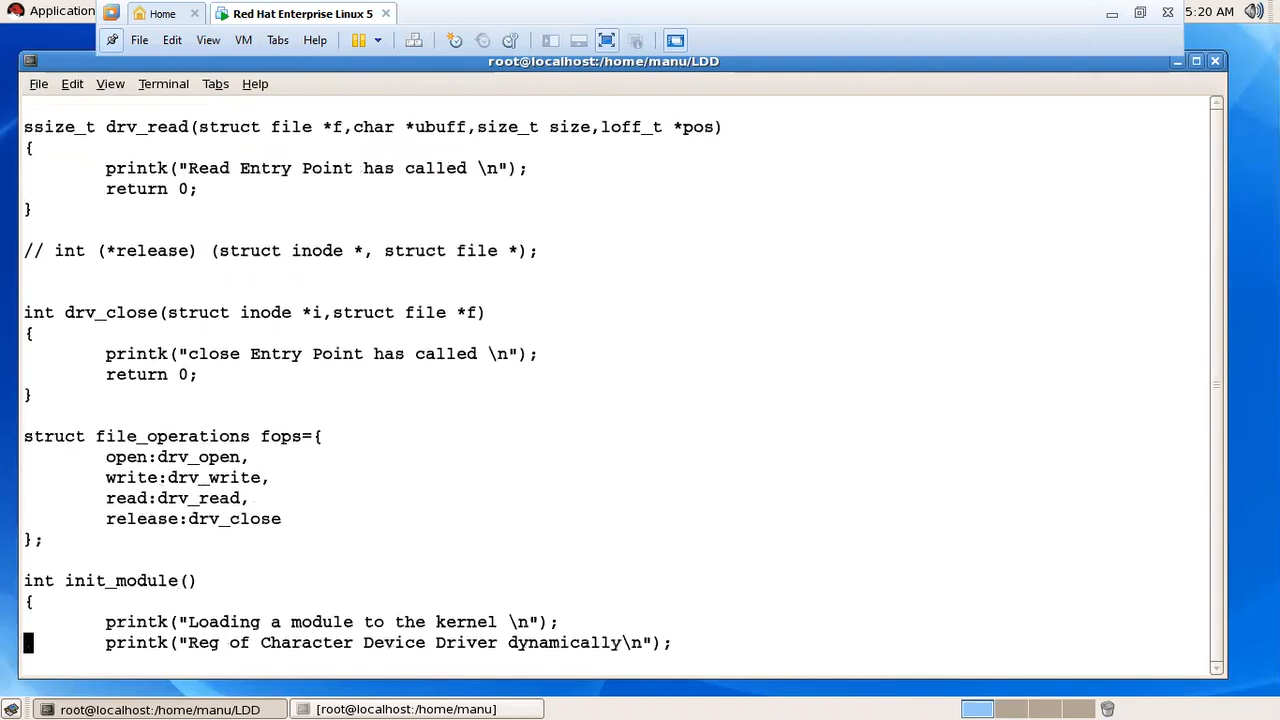 Application
Home
Red Hat Enterprise Linux 5
5:20 AM
File Edit View VM Tabs Help
root@localhost:/home/manu/LDD
File Edit View Terminal Tabs Help
ssize_t drv_read(struct file *f,char *ubuff,size_t size,loff_t *pos)
{
printk("Read Entry Point has called \n");
return 0;
}
// int (*release) (struct inode *, struct file *);
int drv_close(struct inode *i,struct file *f)
{
printk("close Entry Point has called \n");
return 0;
}
struct file_operations fops={
open:drv_open,
write:drv_write,
read:drv_read,
release:drv_close
};
int init_module()
{
printk("Loading a module to the kernel \n");
printk("Reg of Character Device Driver dynamically\n");
root@localhost:/home/manu/LDD
[root@localhost:/home/manu]